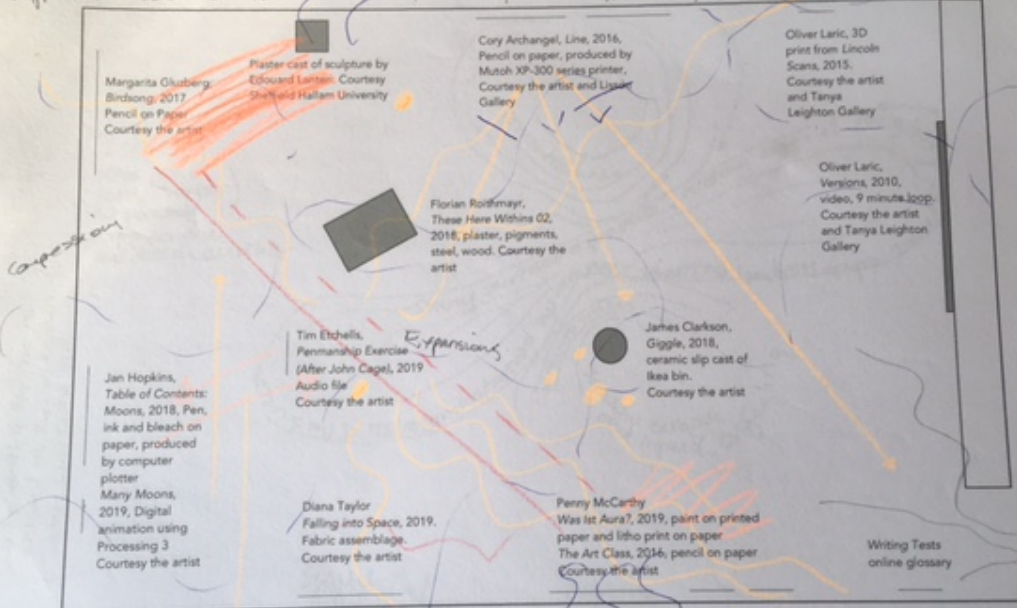 Margarita Gluzberg,
Birdsong, 2017
Pencil on Paper
Courtesy the artist
Plaster cast of sculpture by
Edouard Lanteri. Courtesy
Sheffield Hallam University
Cory Archangel, Line, 2016,
Pencil on paper, produced by
Mutoh XP-300 series printer,
Courtesy the artist and Lisson
Gallery
Oliver Laric, 3D
print from Lincoln
Scans, 2015.
Courtesy the artist
and Tanya
Leighton Gallery
Oliver Laric,
Versions, 2010,
video, 9 minute loop.
Courtesy the artist
and Tanya Leighton
Gallery
Florian Roithmayr,
These Here Withins 02,
2018, plaster, pigments,
steel, wood. Courtesy the
artist
Tim Etchells,
Penmanship Exercise
(After John Cage), 2019
Audio file
Courtesy the artist
Expansions
James Clarkson,
Giggle, 2018,
ceramic slip cast of
Ikea bin.
Courtesy the artist
Jan Hopkins,
Table of Contents:
Moons, 2018, Pen,
ink and bleach on
paper, produced
by computer
plotter
Many Moons,
2019, Digital
animation using
Processing 3
Courtesy the artist
Diana Taylor
Falling into Space, 2019.
Fabric assemblage.
Courtesy the artist
Penny McCarthy
Was Ist Aura?, 2019, paint on printed
paper and litho print on paper
The Art Class, 2016, pencil on paper
Courtesy the artist
Writing Tests
online glossary